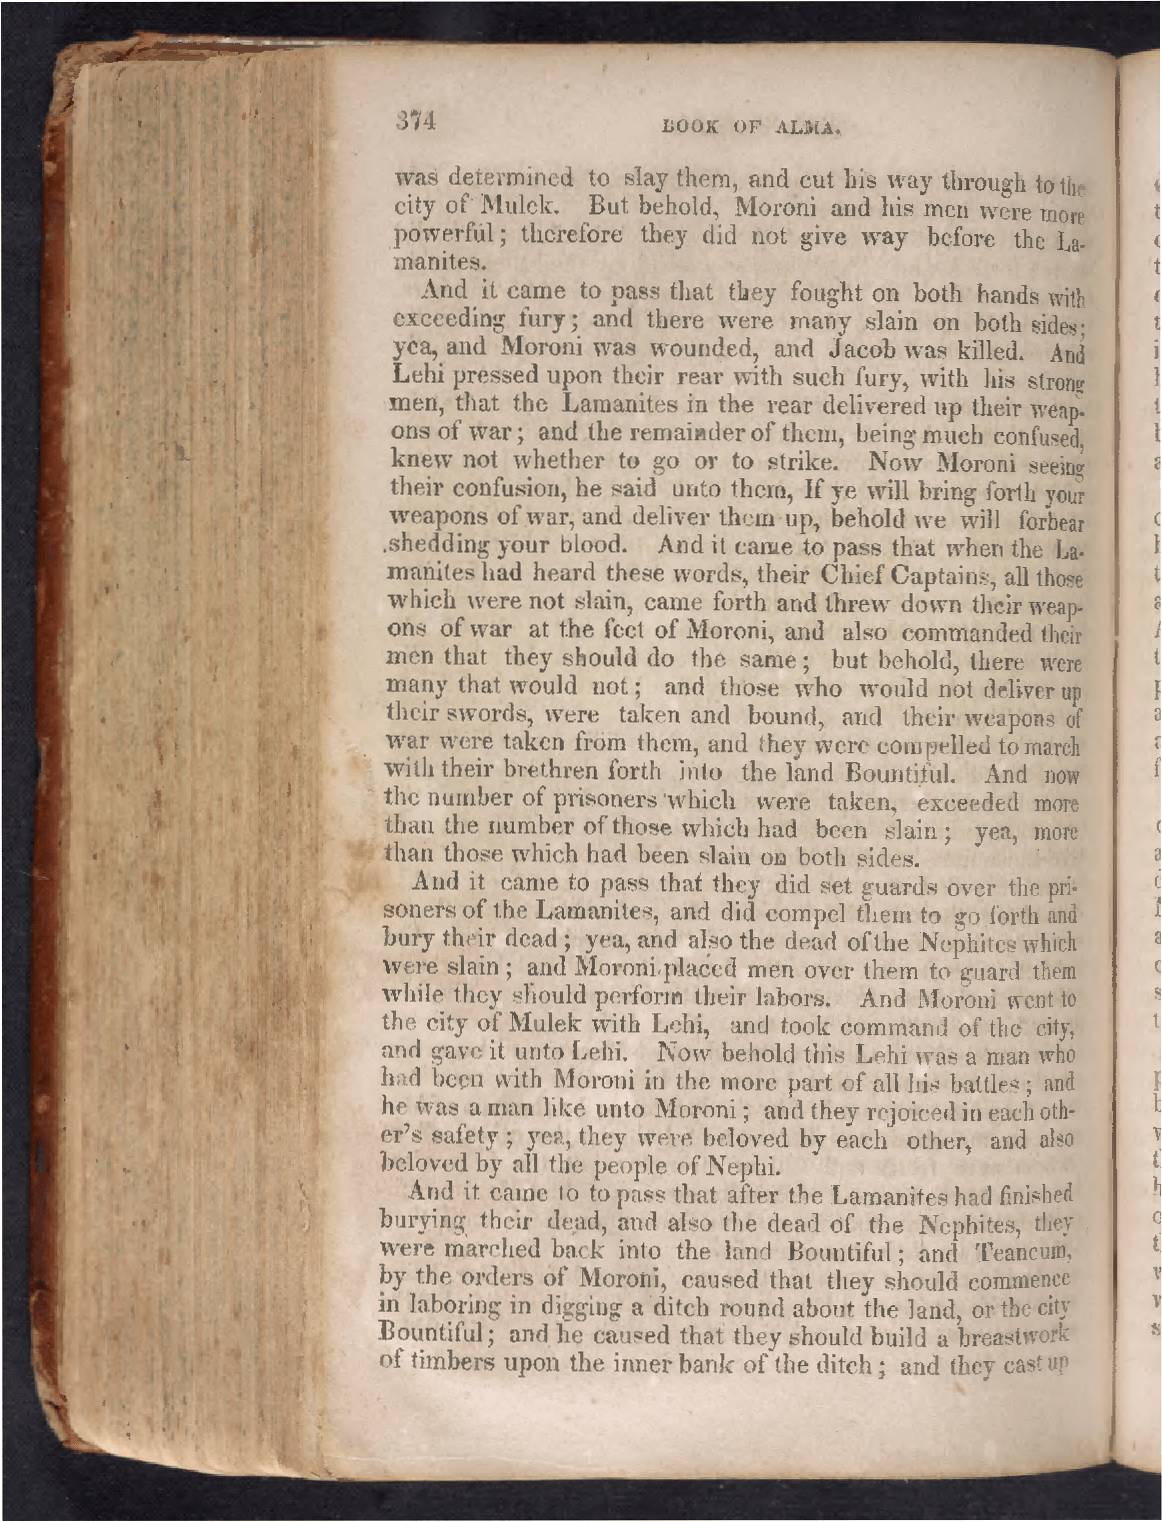 374 BOOK OF ALMA.
was determined to slay them, and cut his way through to the
city of Mulek. But behold, Moroni and his men were more
powerful; therefore they did not give way before the La-
manites.
And it came to pass that they fought on both hands with
exceeding fury; and there were many slain on both sides;
yea, and Moroni was wounded, and Jacob was killed. And
Lehi pressed upon their rear with such fury, with his strong
men, that the Lamanites in the rear delivered up their weap-
ons of war; and the remainder of them, being much confused,
knew not whether to go or to strike. Now Moroni seeing
their confusion, he said unto them, If ye will bring forth your
weapons of war, and deliver them up, behold we will forbear
shedding your blood. And it came to pass that when the La-
manites had heard these words, their Chief Captains, all those
which were not slain, came forth and threw down their weap-
ons of war at the feet of Moroni, and also commanded their
men that they should do the same; but behold, there were
many that would not; and those who would not deliver up
their swords, were taken and bound, and their weapons of
war were taken from them, and they were compelled to march
with their brethren forth into the land Bountiful. And now
the number of prisoners which were taken, exceeded more
than the number of those which had been slain; yea, more
than those which had been slain on both sides.
And it came to pass that they did set guards over the pri-
soners of the Lamanites, and did compel them to go forth and
bury their dead; yea, and also the dead of the Nephites which
were slain; and Moroni placed men over them to guard them
while they should perform their labors. And Moroni went to
the city of Mulek with Lehi, and took command of the city,
and gave it unto Lehi. Now behold this Lehi was a man who
had been with Moroni in the more part of all his battles; and
he was a man like unto Moroni; and they rejoiced in each oth-
er's safety; yea, they were beloved by each other, and also
beloved by all the people of Nephi.
And it came to to pass that after the Lamanites had finished
burying their dead, and also the dead of the Nephites, they
were marched back into the land Bountiful; and Teancum,
by the orders of Moroni, caused that they should commence
in laboring in digging a ditch round about the land, or the city
Bountiful; and he caused that they should build a breastwork
of timbers upon the inner bank of the ditch; and they cast up